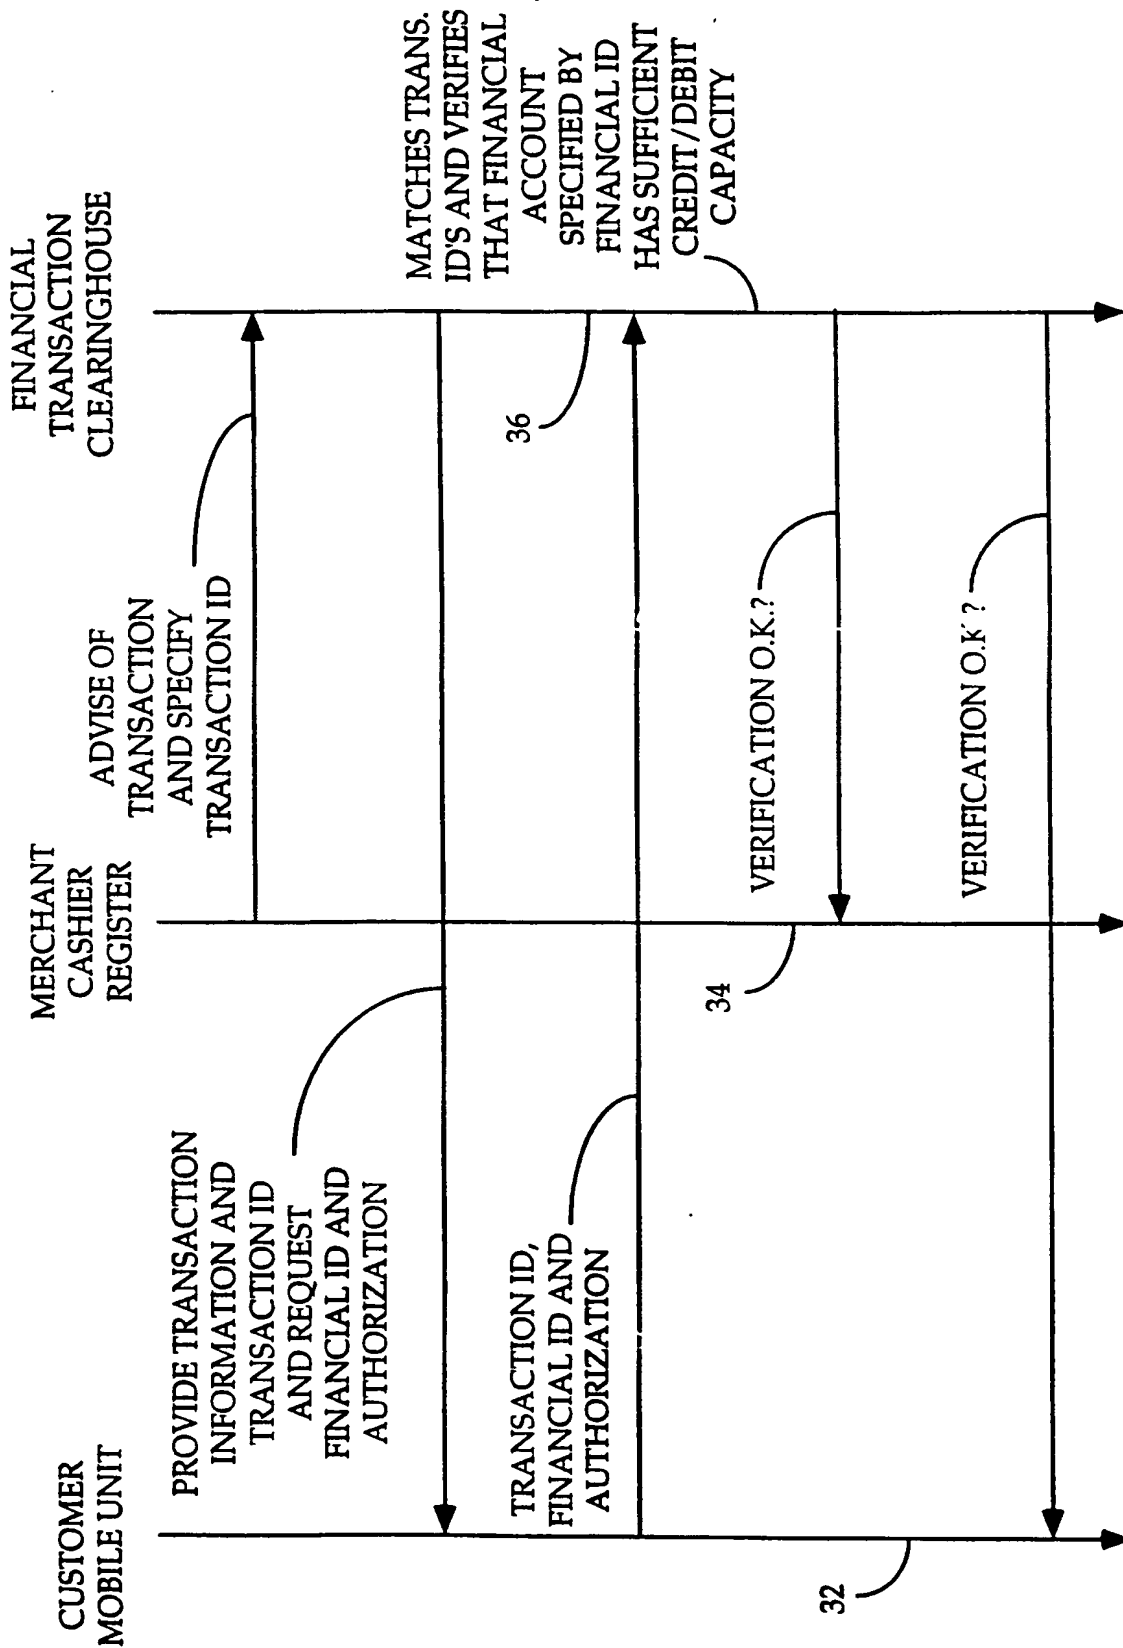 CUSTOMER
MOBILE UNIT
MERCHANT
CASHIER
REGISTER
FINANCIAL
TRANSACTION
CLEARINGHOUSE
ADVISE OF
TRANSACTION
AND SPECIFY
TRANSACTION ID
PROVIDE TRANSACTION
INFORMATION AND
TRANSACTION ID
AND REQUEST
FINANCIAL ID AND
AUTHORIZATION
36
TRANSACTION ID,
FINANCIAL ID AND
AUTHORIZATION
MATCHES TRANS.
ID'S AND VERIFIES
THAT FINANCIAL
ACCOUNT
SPECIFIED BY
FINANCIAL ID
HAS SUFFICIENT
CREDIT/DEBIT
CAPACITY
34
VERIFICATION O.K.?
32
VERIFICATION O.K ?